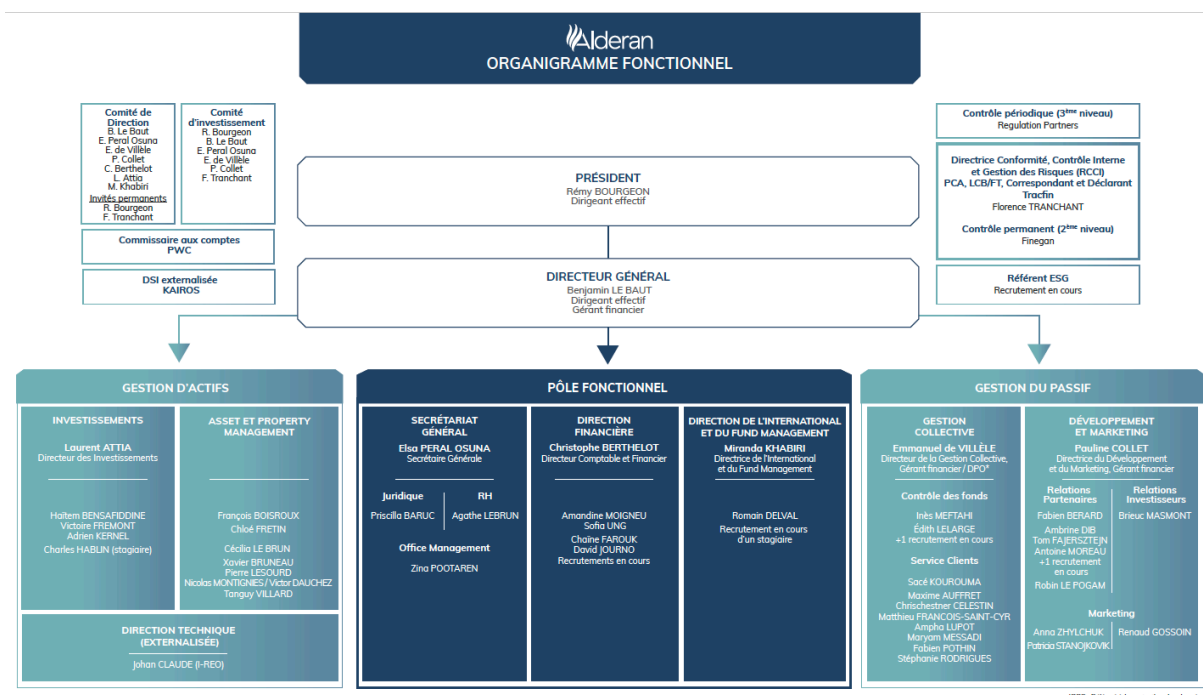 Alderan
ORGANIGRAMME FONCTIONNEL
Comité de
Direction
B. Le Baut
E. Peral Osuna
E. de Villèle
P. Collet
C. Berthelot
L. Attia
M. Khabiri
Invités permanents
R. Bourgeon
F. Tranchant
Comité
d'investissement
R. Bourgeon
B. Le Baut
E. Peral Osuna
E. de Villèle
P. Collet
F. Tranchant
Commissaire aux comptes
PWC
DSI externalisée
KAIROS
PRÉSIDENT
Rémy BOURGEON
Dirigeant effectif
DIRECTEUR GÉNÉRAL
Benjamin LE BAUT
Dirigeant effectif
Gérant financier
Contrôle périodique (3ème niveau)
Regulation Partners
Directrice Conformité, Contrôle Interne
et Gestion des Risques (RCCI)
PCA, LCB/FT, Correspondant et Déclarant
Tracfin
Florence TRANCHANT
Contrôle permanent (2ème niveau)
Finegan
Référent ESG
Recrutement en cours
GESTION D'ACTIFS
INVESTISSEMENTS
Laurent ATTIA
Directeur des Investissements
Haïtem BENSAFIDDINE
Victoire FREMONT
Adrien KERNEL
Charles HABLIN (stagiaire)
ASSET ET PROPERTY
MANAGEMENT
François BOISROUX
Chloé FRETIN
Cécilia LE BRUN
Xavier BRUNEAU
Pierre LESOURD
Nicolas MONTIGNIES / Victor DAUCHEZ
Tanguy VILLARD
DIRECTION TECHNIQUE
(EXTERNALISÉE)
Johan CLAUDE (I-REO)
PÔLE FONCTIONNEL
SECRÉTARIAT
GÉNÉRAL
Elsa PERAL OSUNA
Secrétaire Générale
Juridique
Priscilla BARUC
RH
Agathe LEBRUN
Office Management
Zina POOTAREN
DIRECTION
FINANCIÈRE
Christophe BERTHELOT
Directeur Comptable et Financier
Amandine MOIGNEU
Sofia UNG
Chaïne FAROUK
David JOURNO
Recrutements en cours
DIRECTION DE L'INTERNATIONAL
ET DU FUND MANAGEMENT
Miranda KHABIRI
Directrice de l'International
et du Fund Management
Romain DELVAL
Recrutement en cours
d'un stagiaire
GESTION DU PASSIF
GESTION
COLLECTIVE
Emmanuel de VILLÈLE
Directeur de la Gestion Collective,
Gérant financier / DPO*
Contrôle des fonds
Inès MEFTAHI
Édith LELARGE
+1 recrutement en cours
Service Clients
Sacé KOUROUMA
Maxime AUFFRET
Chrischestner CELESTIN
Matthieu FRANCOIS-SAINT-CYR
Ampha LUPOT
Maryam MESSADI
Fabien POTHIN
Stéphanie RODRIGUES
DÉVELOPPEMENT
ET MARKETING
Pauline COLLET
Directrice du Développement
et du Marketing, Gérant financier
Relations
Partenaires
Fabien BERARD
Ambrine DIB
Tom FAJERSZTEJN
Antoine MOREAU
+1 recrutement
en cours
Robin LE POGAM
Relations
Investisseurs
Brieuc MASMONT
Marketing
Anna ZHYLCHUK
Patricia STANOJKOVIK
Renaud GOSSOIN